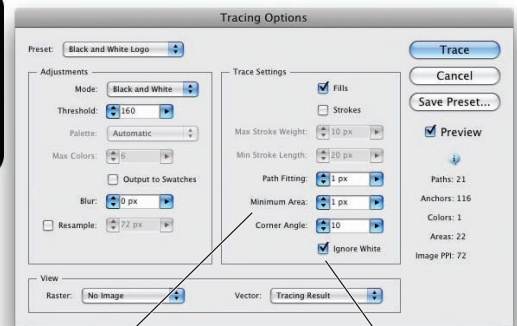 Tracing Options
Preset: Black and White Logo
Trace
Cancel
Save Preset...
Preview
Paths: 21
Anchors: 116
Colors: 1
Areas: 22
Image PPI: 72
Adjustments
Mode: Black and White
Threshold: 160
Palette: Automatic
Max Colors: 6
Output to Swatches
Blur: 0 px
Resample: 72 px
Trace Settings
Fills
Strokes
Max Stroke Weight: 10 px
Min Stroke Length: 20 px
Path Fitting: 1 px
Minimum Area: 1 px
Corner Angle: 10
Ignore White
View
Raster: No Image
Vector: Tracing Result